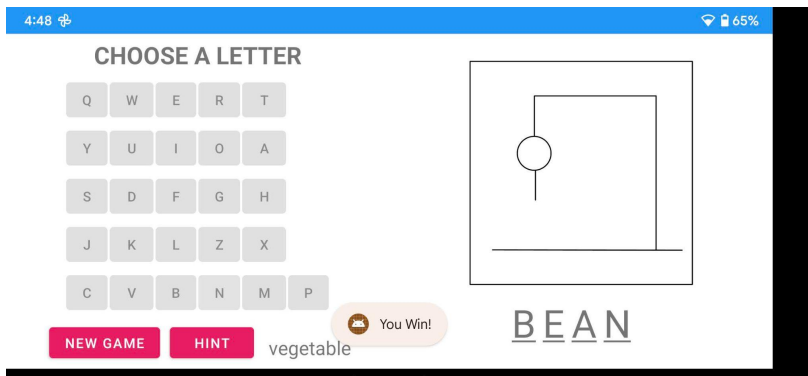 4:48 65%
CHOOSE A LETTER
Q W E R T
Y U I O A
S D F G H
J K L Z X
C V B N M P
You Win!
BEAN
NEW GAME HINT vegetable